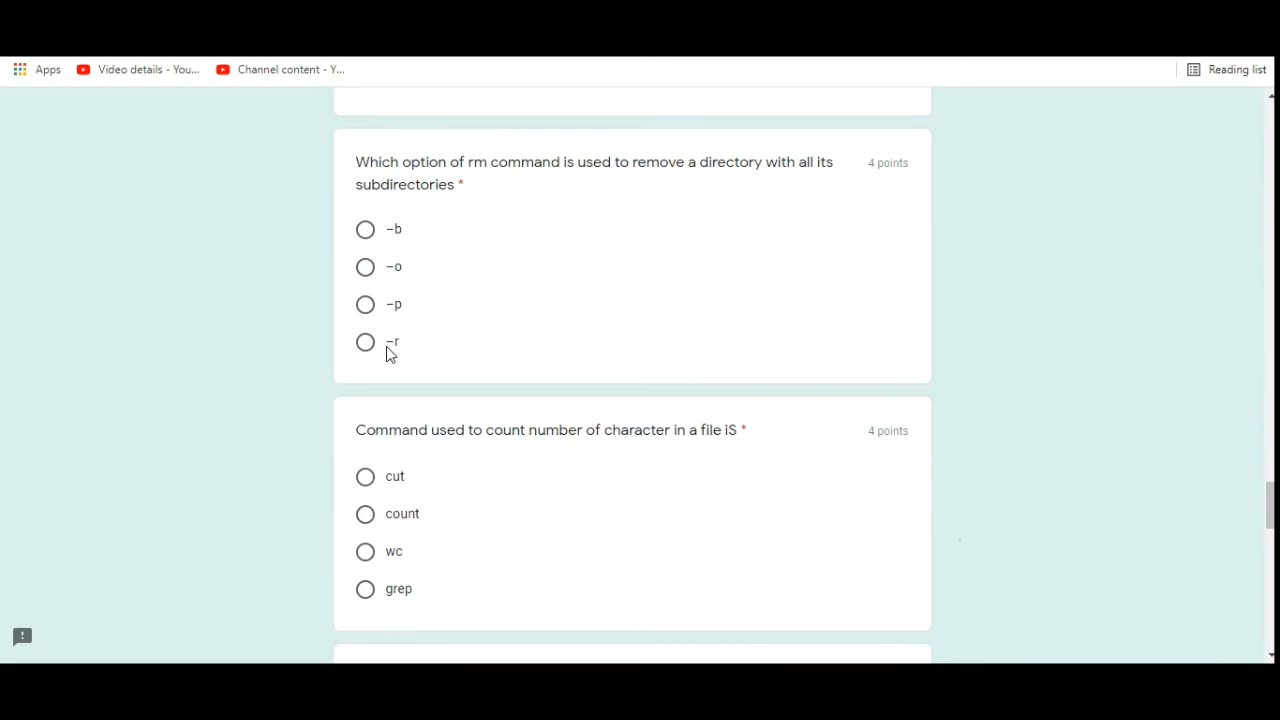 Apps Video details - You... Channel content - Y... Reading list
Which option of rm command is used to remove a directory with all its 4 points
subdirectories *
–b
–o
–p
–r
Command used to count number of character in a file iS * 4 points
cut
count
wc
grep